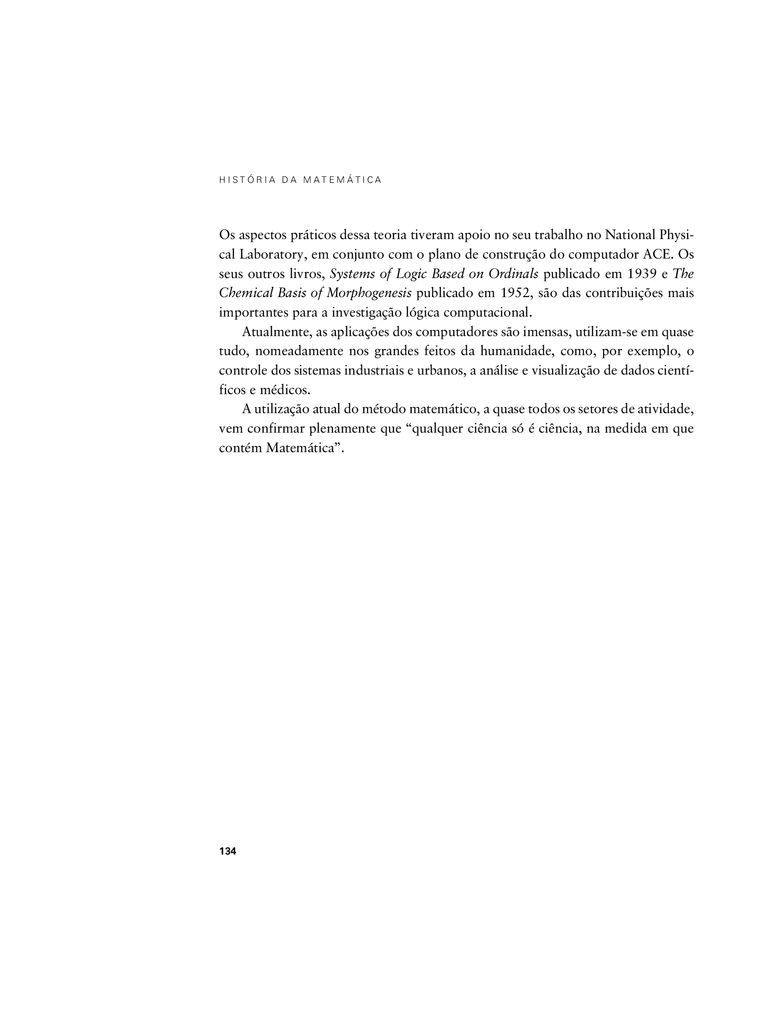 HISTÓRIA DA MATEMÁTICA
Os aspectos práticos dessa teoria tiveram apoio no seu trabalho no National Physi-
cal Laboratory, em conjunto com o plano de construção do computador ACE. Os
seus outros livros, Systems of Logic Based on Ordinals publicado em 1939 e The
Chemical Basis of Morphogenesis publicado em 1952, são das contribuições mais
importantes para a investigação lógica computacional.
Atualmente, as aplicações dos computadores são imensas, utilizam-se em quase
tudo, nomeadamente nos grandes feitos da humanidade, como, por exemplo, o
controle dos sistemas industriais e urbanos, a análise e visualização de dados cientí-
ficos e médicos.
A utilização atual do método matemático, a quase todos os setores de atividade,
vem confirmar plenamente que “qualquer ciência só é ciência, na medida em que
contém Matemática”.
134